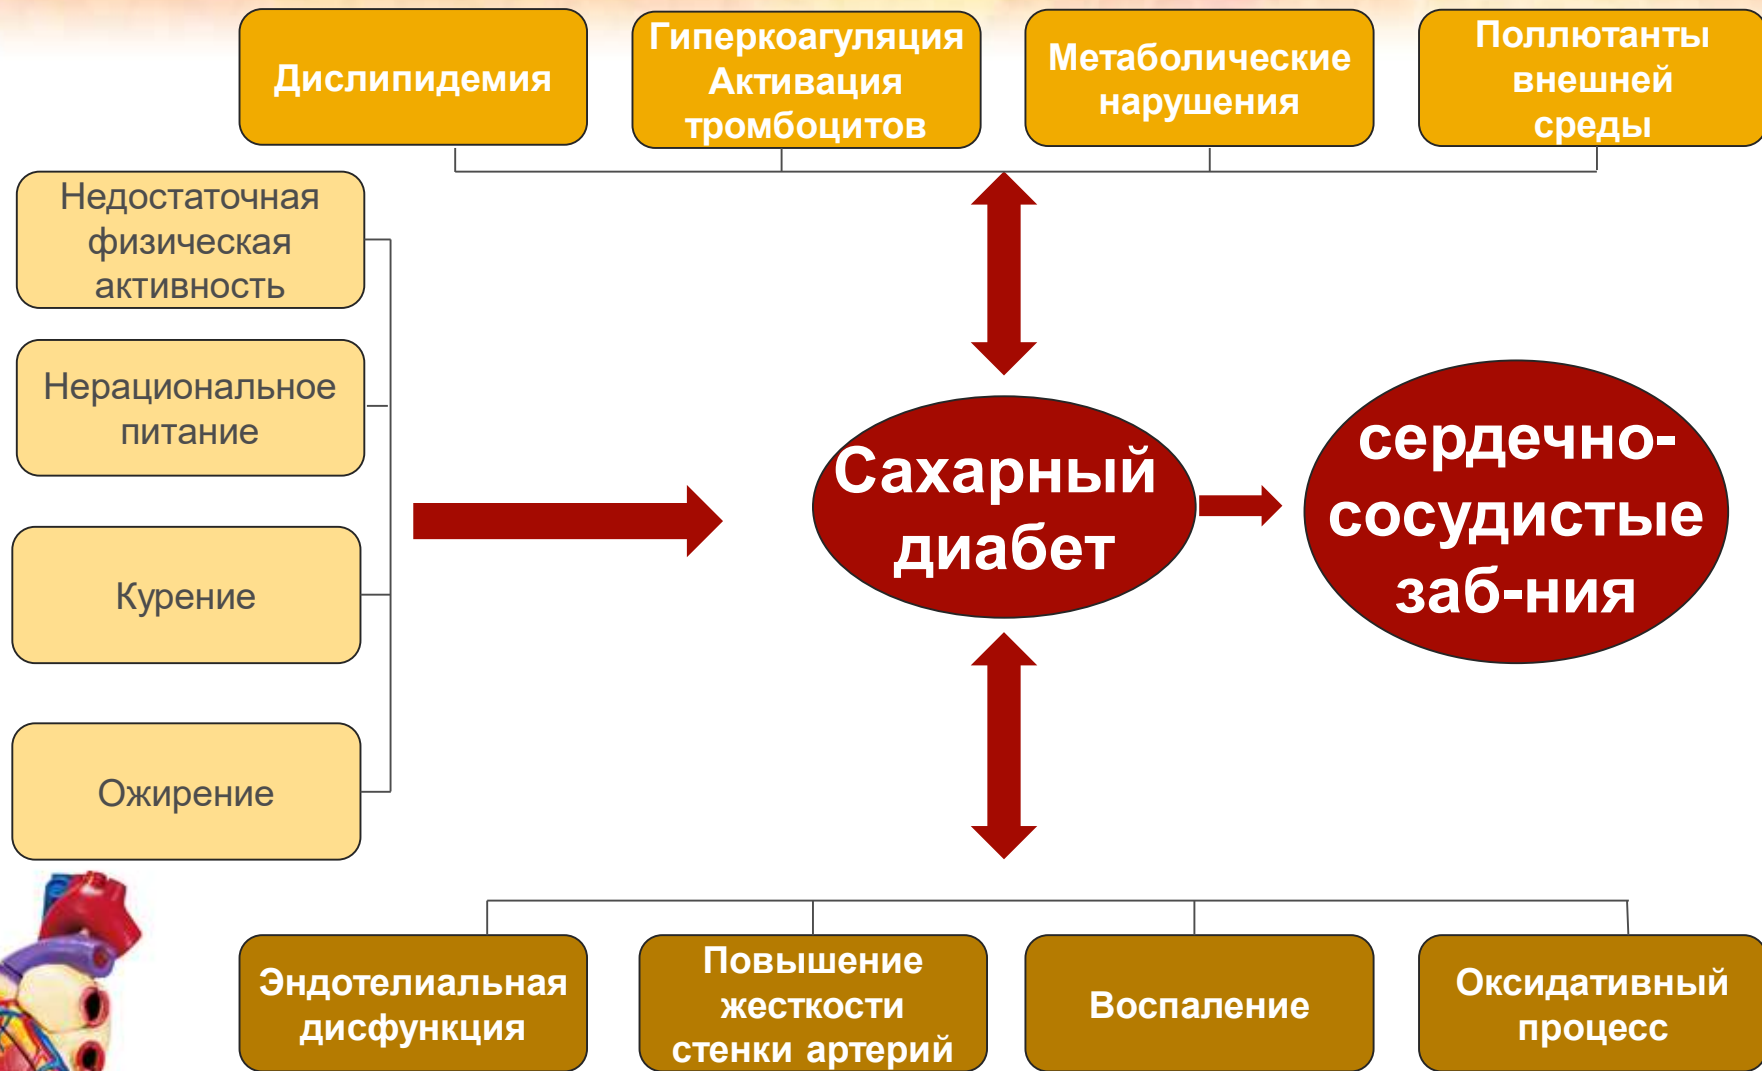 Дислипидемия
Гиперкоагуляция
Активация
тромбоцитов
Метаболические
нарушения
Поллютанты
внешней
среды
Недостаточная
физическая
активность
Нерациональное
питание
Курение
Ожирение
Сахарный
диабет
сердечно-
сосудистые
заб-ния
Эндотелиальная
дисфункция
Повышение
жесткости
стенки артерий
Воспаление
Оксидативный
процесс